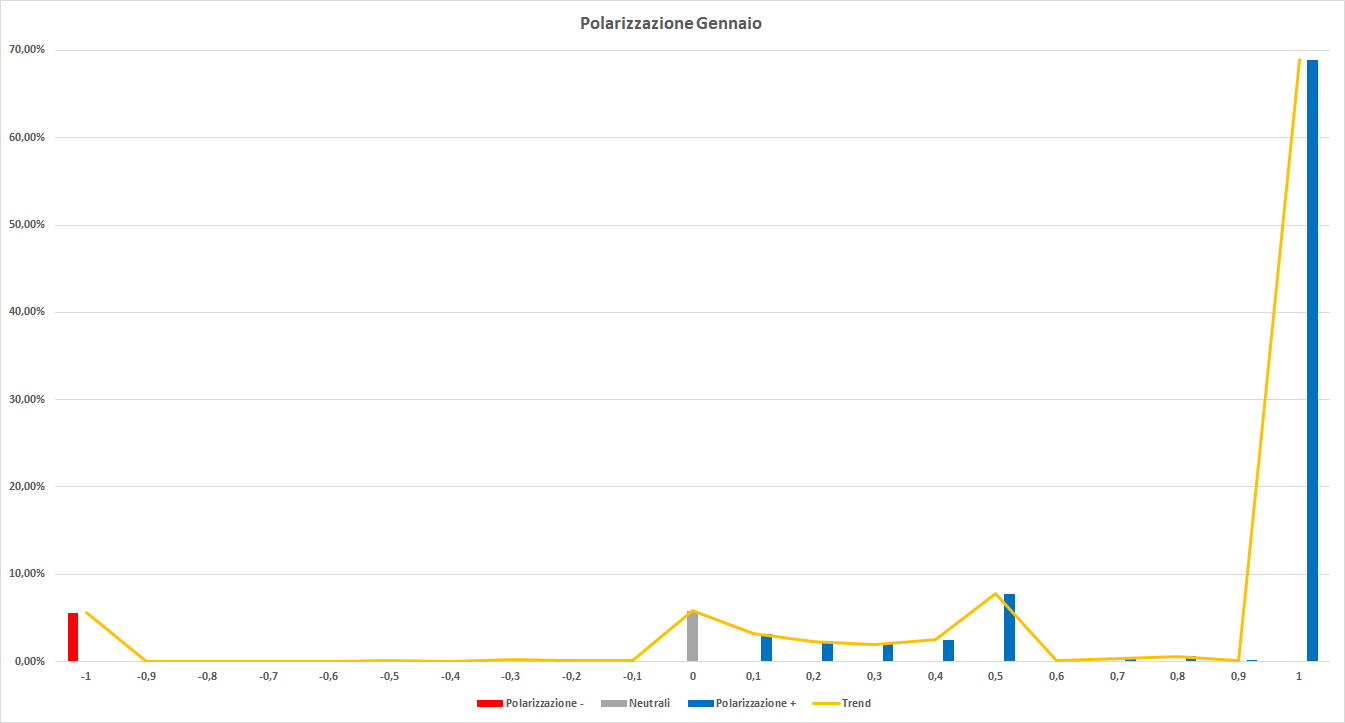 Polarizzazione Gennaio
70,00%
60,00%
50,00%
40,00%
30,00%
20,00%
10,00%
0,00%
-1 -0,9 -0,8 -0,7 -0,6 -0,5 -0,4 -0,3 -0,2 -0,1 0 0,1 0,2 0,3 0,4 0,5 0,6 0,7 0,8 0,9 1
Polarizzazione - Neutrali Polarizzazione + Trend